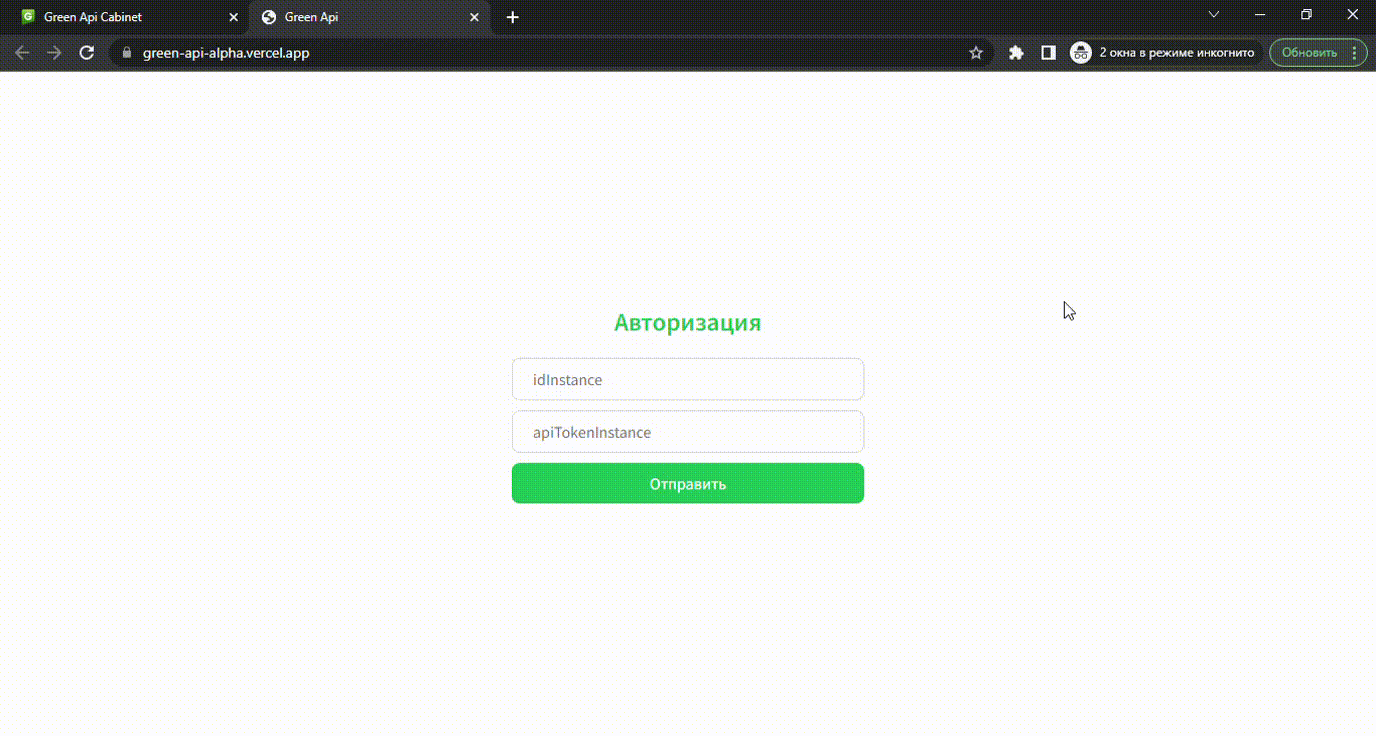 Green Api Cabinet
Green Api
green-api-alpha.vercel.app
2 окна в режиме инкогнито
Обновить
Авторизация
idInstance
apiTokenInstance
Отправить